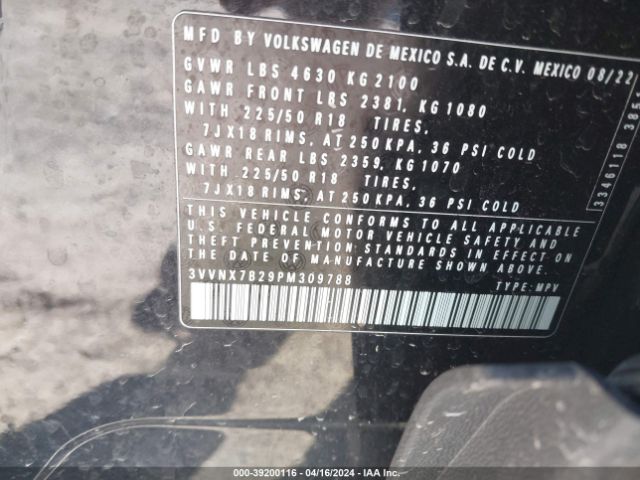 MFD BY VOLKSWAGEN DE MEXICO S.A. DE C.V. MEXICO 08/22
GVWR LBS 4630 KG 2100
GAWR FRONT LBS 2381, KG 1080
WITH 225/50 R18 TIRES,
7JX18 RIMS, AT 250KPA, 36 PSI COLD
GAWR REAR LBS 2359, KG 1070
WITH 225/50 R18 TIRES,
7JX18 RIMS, AT 250KPA, 36 PSI COLD
THIS VEHICLE CONFORMS TO ALL APPLICABLE
U.S. FEDERAL MOTOR VEHICLE SAFETY AND
THEFT PREVENTION STANDARDS IN EFFECT ON
THE DATE OF MANUFACTURE SHOWN ABOVE.
3VVNX7B29PM309788 TYPE: MPV
3346118
000-39200116 - 04/16/2024 - IAA Inc.